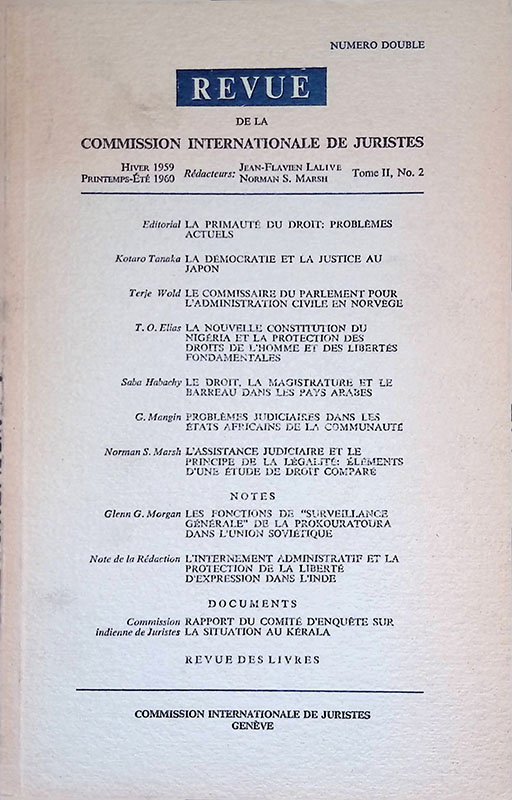 NUMERO DOUBLE
REVUE
DE LA
COMMISSION INTERNATIONALE DE JURISTES
HIVER 1959
PRINTEMPS-ÉTÉ 1960
Rédacteurs: JEAN-FLAVIEN LALIVE
NORMAN S. MARSH
Tome II, No. 2
Editorial LA PRIMAUTÉ DU DROIT: PROBLÈMES
ACTUELS
Kotaro Tanaka LA DÉMOCRATIE ET LA JUSTICE AU
JAPON
Terje Wold LE COMMISSAIRE DU PARLEMENT POUR
L'ADMINISTRATION CIVILE EN NORVÈGE
T. O. Elias LA NOUVELLE CONSTITUTION DU
NIGÉRIA ET LA PROTECTION DES
DROITS DE L'HOMME ET DES LIBERTÉS
FONDAMENTALES
Saba Habachy LE DROIT, LA MAGISTRATURE ET LE
BARREAU DANS LES PAYS ARABES
G. Mangin PROBLÈMES JUDICIAIRES DANS LES
ÉTATS AFRICAINS DE LA COMMUNAUTÉ
Norman S. Marsh L'ASSISTANCE JUDICIAIRE ET LE
PRINCIPE DE LA LÉGALITÉ: ÉLÉMENTS
D'UNE ÉTUDE DE DROIT COMPARÉ
NOTES
Glenn G. Morgan LES FONCTIONS DE "SURVEILLANCE
GÉNÉRALE" DE LA PROKOURATOURA
DANS L'UNION SOVIÉTIQUE
Note de la Rédaction L'INTERNEMENT ADMINISTRATIF ET LA
PROTECTION DE LA LIBERTÉ
D'EXPRESSION DANS L'INDE
DOCUMENTS
Commission RAPPORT DU COMITÉ D'ENQUÊTE SUR
indienne de Juristes LA SITUATION AU KÉRALA
REVUE DES LIVRES
COMMISSION INTERNATIONALE DE JURISTES
GENÈVE